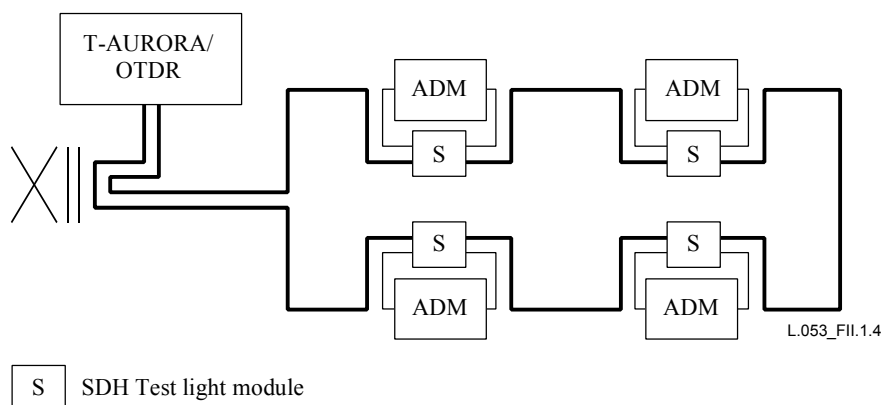 T-AURORA/
OTDR
ADM
ADM
S
S
S
S
ADM
ADM
L.053_FII.1.4
S SDH Test light module